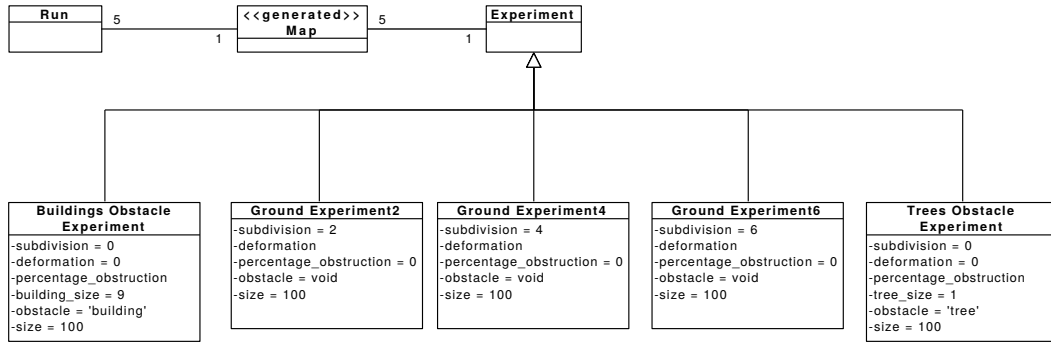 Run
5
1
<<generated>>
Map
5
1
Experiment
Buildings Obstacle
Experiment
-subdivision = 0
-deformation = 0
-percentage_obstruction
-building_size = 9
-obstacle = 'building'
-size = 100
Ground Experiment2
-subdivision = 2
-deformation
-percentage_obstruction = 0
-obstacle = void
-size = 100
Ground Experiment4
-subdivision = 4
-deformation
-percentage_obstruction = 0
-obstacle = void
-size = 100
Ground Experiment6
-subdivision = 6
-deformation
-percentage_obstruction = 0
-obstacle = void
-size = 100
Trees Obstacle
Experiment
-subdivision = 0
-deformation = 0
-percentage_obstruction
-tree_size = 1
-obstacle = 'tree'
-size = 100